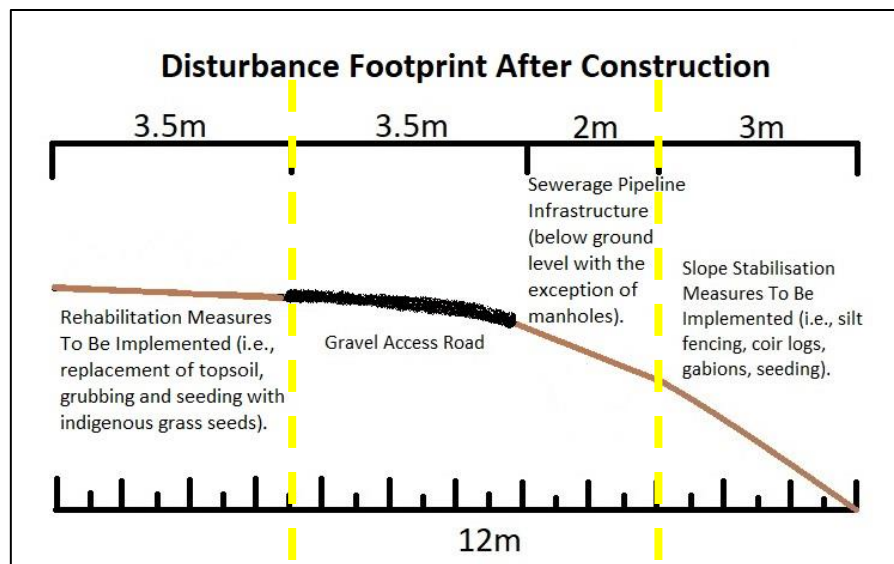 Disturbance Footprint After Construction
3.5m
3.5m
2m
3m
Sewerage Pipeline
Infrastructure
(below ground
level with the
exception of
manholes).
Slope Stabilisation
Measures To Be
Implemented (i.e., silt
fencing, coir logs,
gabions, seeding).
Rehabilitation Measures
To Be Implemented (i.e.,
replacement of topsoil,
grubbing and seeding with
indigenous grass seeds).
Gravel Access Road
12m